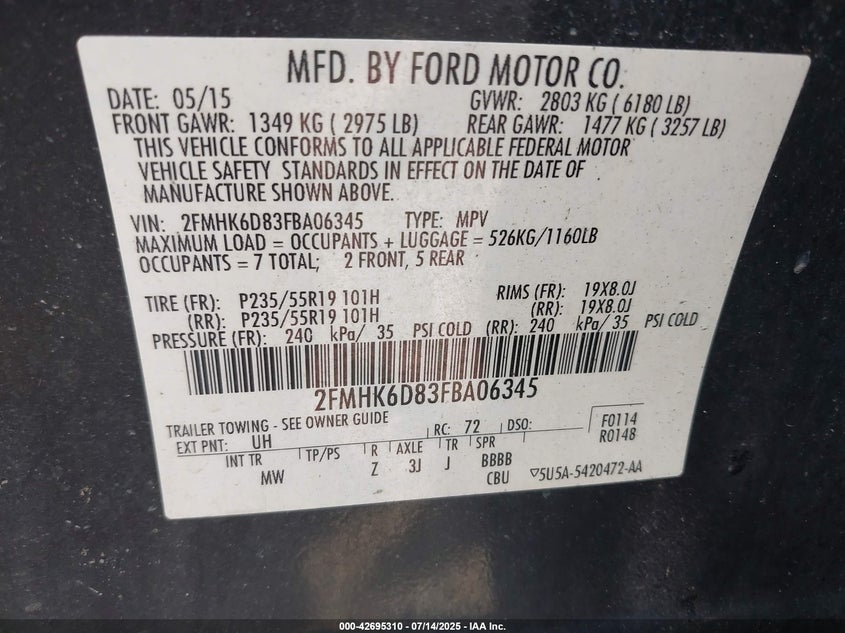 MFD. BY FORD MOTOR CO.
DATE: 05/15 GVWR: 2803 KG ( 6180 LB)
FRONT GAWR: 1349 KG ( 2975 LB) REAR GAWR: 1477 KG ( 3257 LB)
THIS VEHICLE CONFORMS TO ALL APPLICABLE FEDERAL MOTOR
VEHICLE SAFETY STANDARDS IN EFFECT ON THE DATE OF
MANUFACTURE SHOWN ABOVE.
VIN: 2FMHK6D83FBA06345 TYPE: MPV
MAXIMUM LOAD = OCCUPANTS + LUGGAGE = 526KG/1160LB
OCCUPANTS = 7 TOTAL; 2 FRONT, 5 REAR
TIRE (FR): P235/55R19 101H RIMS (FR): 19X8.0J
(RR): P235/55R19 101H (RR): 19X8.0J
PRESSURE (FR): 240 kPa/ 35 PSI COLD (RR): 240 kPa/ 35 PSI COLD
2FMHK6D83FBA06345
TRAILER TOWING - SEE OWNER GUIDE
EXT PNT: UH RC: 72 DSO: F0114
R0148
INT TR TP/PS R AXLE TR SPR
MW Z 3J J BBBB
CBU ▽5U5A-5420472-AA
000-42695310 - 07/14/2025 - IAA Inc.